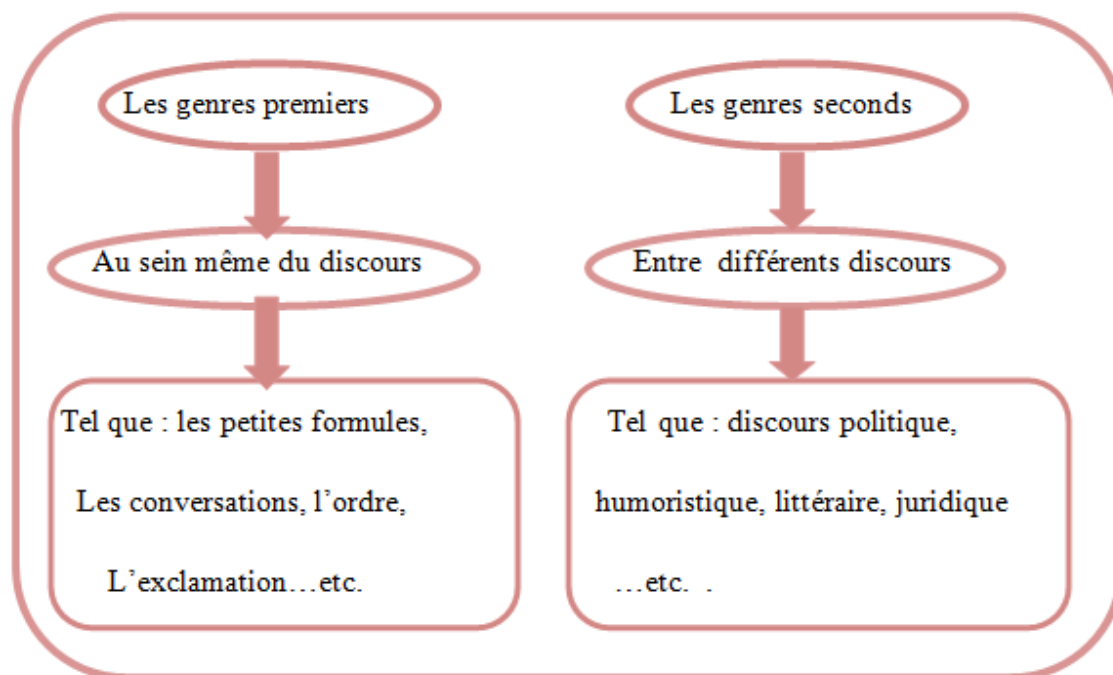 Les genres premiers
Au sein même du discours
Tel que : les petites formules,
Les conversations, l’ordre,
L’exclamation…etc.
Les genres seconds
Entre différents discours
Tel que : discours politique,
humoristique, littéraire, juridique
…etc. .